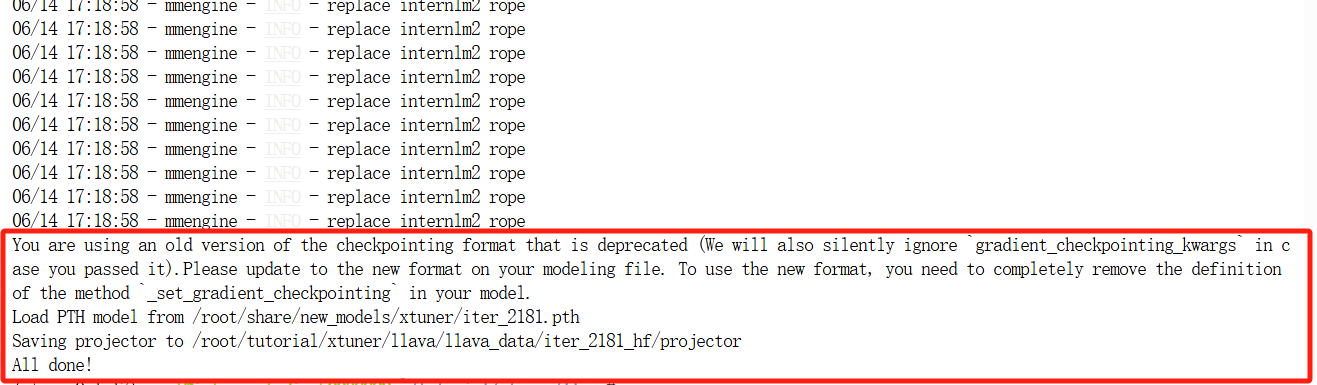 06/14 17:18:58 - mmengine - INFO - replace internlm2 rope
06/14 17:18:58 - mmengine - INFO - replace internlm2 rope
06/14 17:18:58 - mmengine - INFO - replace internlm2 rope
06/14 17:18:58 - mmengine - INFO - replace internlm2 rope
06/14 17:18:58 - mmengine - INFO - replace internlm2 rope
06/14 17:18:58 - mmengine - INFO - replace internlm2 rope
06/14 17:18:58 - mmengine - INFO - replace internlm2 rope
06/14 17:18:58 - mmengine - INFO - replace internlm2 rope
06/14 17:18:58 - mmengine - INFO - replace internlm2 rope
06/14 17:18:58 - mmengine - INFO - replace internlm2 rope
You are using an old version of the checkpointing format that is deprecated (We will also silently ignore `gradient_checkpointing_kwargs` in c
ase you passed it).Please update to the new format on your modeling file. To use the new format, you need to completely remove the definition
of the method `_set_gradient_checkpointing` in your model.
Load PTH model from /root/share/new_models/xtuner/iter_2181.pth
Saving projector to /root/tutorial/xtuner/llava/llava_data/iter_2181_hf/projector
All done!